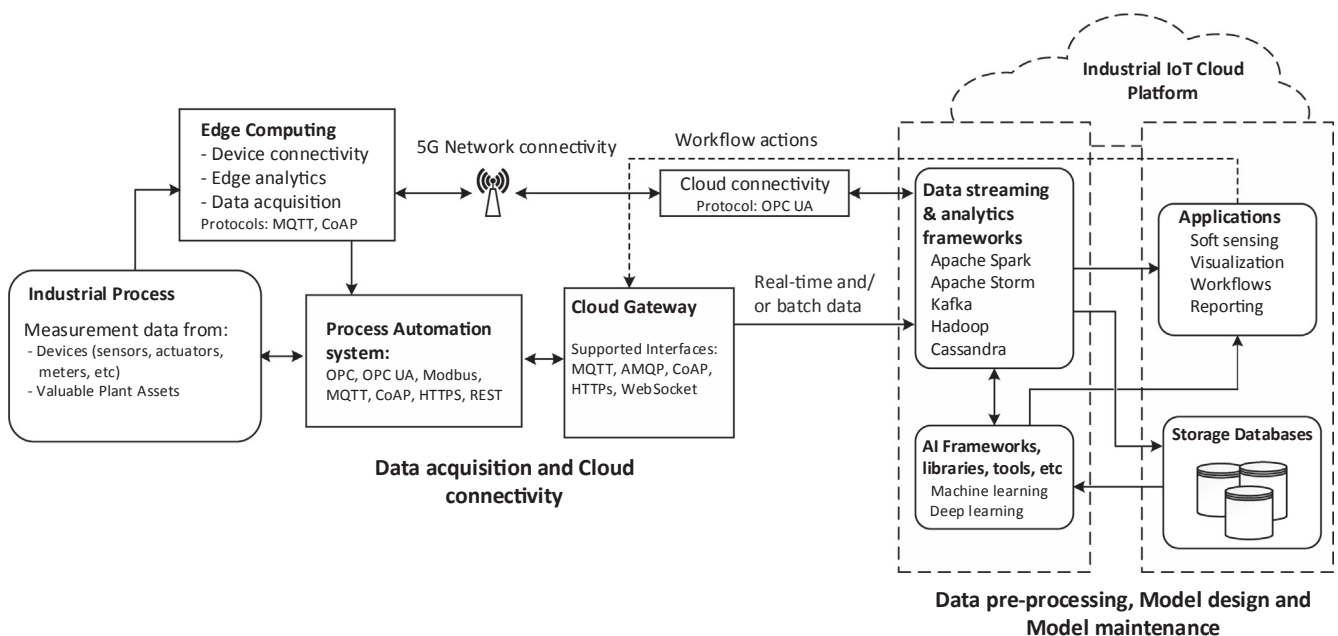 Industrial IoT Cloud
Platform
Edge Computing
- Device connectivity
- Edge analytics
- Data acquisition
Protocols: MQTT, CoAP
5G Network connectivity
Workflow actions
Cloud connectivity
Protocol: OPC UA
Data streaming
& analytics
frameworks
Apache Spark
Apache Storm
Kafka
Hadoop
Cassandra
Applications
Soft sensing
Visualization
Workflows
Reporting
Industrial Process
Measurement data from:
- Devices (sensors, actuators,
meters, etc)
- Valuable Plant Assets
Process Automation
system:
OPC, OPC UA, Modbus,
MQTT, CoAP, HTTPS, REST
Cloud Gateway
Supported Interfaces:
MQTT, AMQP, CoAP,
HTTPs, WebSocket
Real-time and/
or batch data
AI Frameworks,
libraries, tools, etc
Machine learning
Deep learning
Storage Databases
Data acquisition and Cloud
connectivity
Data pre-processing, Model design and
Model maintenance